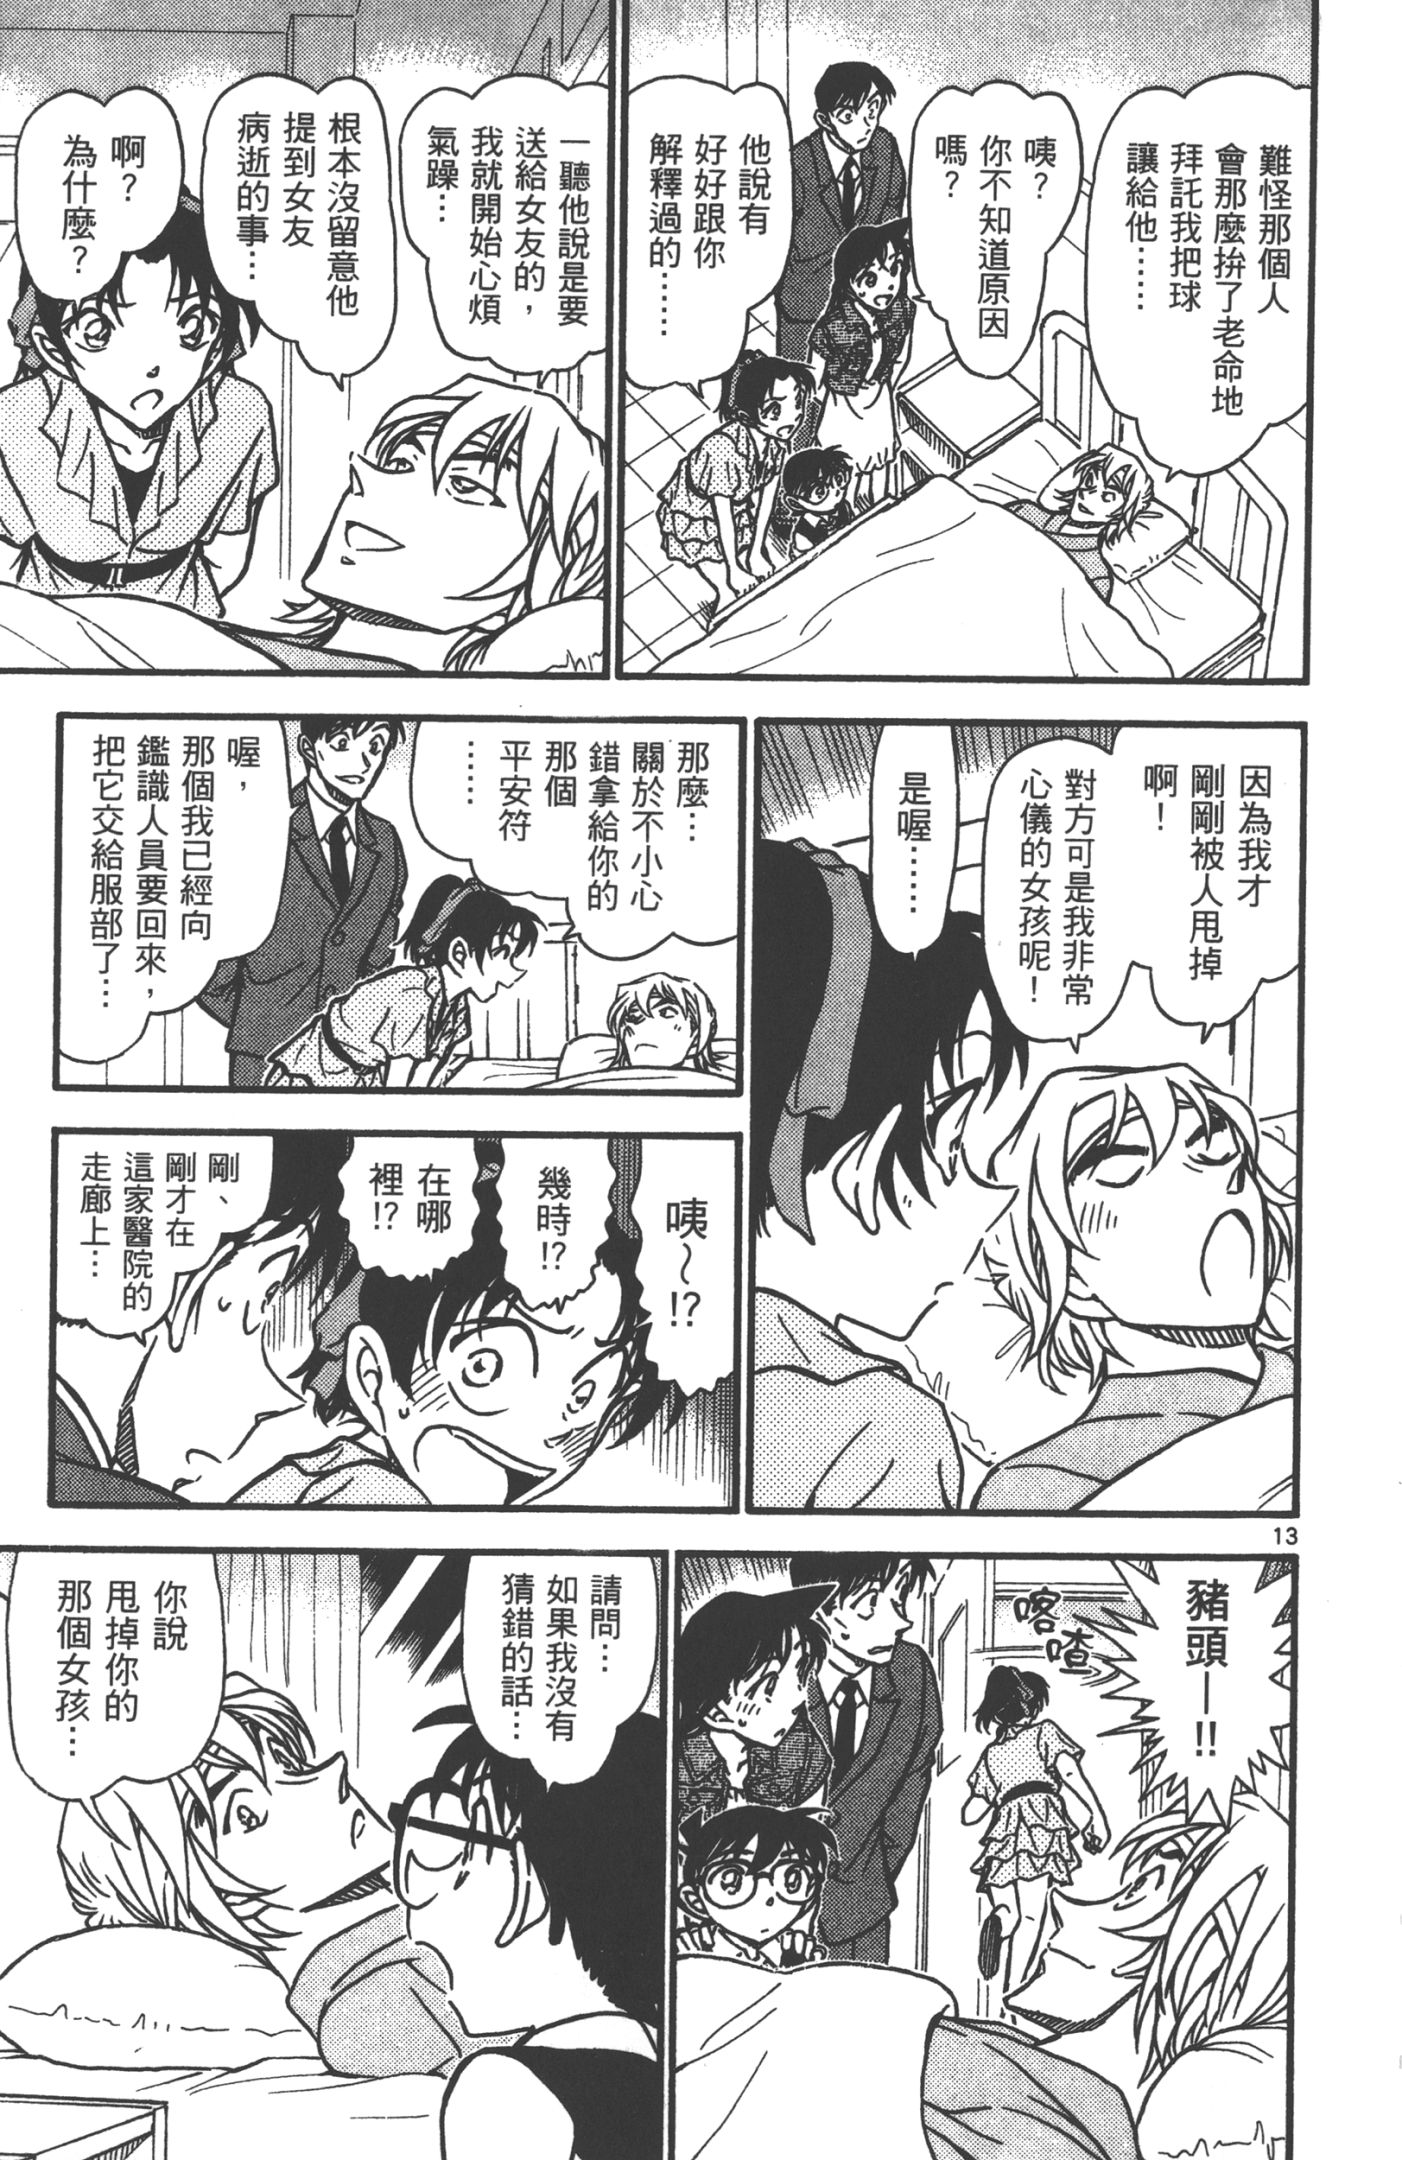 難怪那個人
會那麼拚了老命地
拜託我把球
讓給他……
咦?
你不知道原因
嗎?
他說有
好好跟你
解釋過的……
一聽他說是要
送給女友的，
我就開始心煩
氣躁…
根本沒留意他
提到女友
病逝的事…
啊?
為什麼?
因為我才
剛剛被人甩掉
啊!
對方可是我非常
心儀的女孩呢!
是喔……
那麼…
關於不小心
錯拿給你的
那個
平安符
……
喔，
那個我已經向
鑑識人員要回來，
把它交給服部了…
咦~!?
幾時!?
在哪
裡!?
剛、
剛才在
這家醫院的
走廊上…
13
豬頭—!!
喀喳
請問…
如果我沒有
猜錯的話…
你說
甩掉你的
那個女孩…